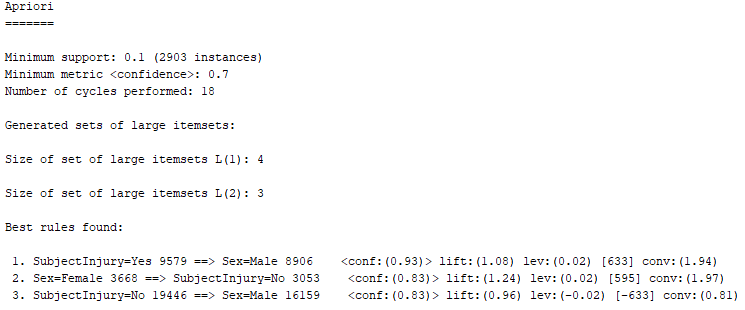 Apriori
=======
Minimum support: 0.1 (2903 instances)
Minimum metric <confidence>: 0.7
Number of cycles performed: 18
Generated sets of large itemsets:
Size of set of large itemsets L(1): 4
Size of set of large itemsets L(2): 3
Best rules found:
1. SubjectInjury=Yes 9579 ==> Sex=Male 8906    <conf:(0.93)> lift:(1.08) lev:(0.02) [633] conv:(1.94)
2. Sex=Female 3668 ==> SubjectInjury=No 3053    <conf:(0.83)> lift:(1.24) lev:(0.02) [595] conv:(1.97)
3. SubjectInjury=No 19446 ==> Sex=Male 16159    <conf:(0.83)> lift:(0.96) lev:(-0.02) [-633] conv:(0.81)